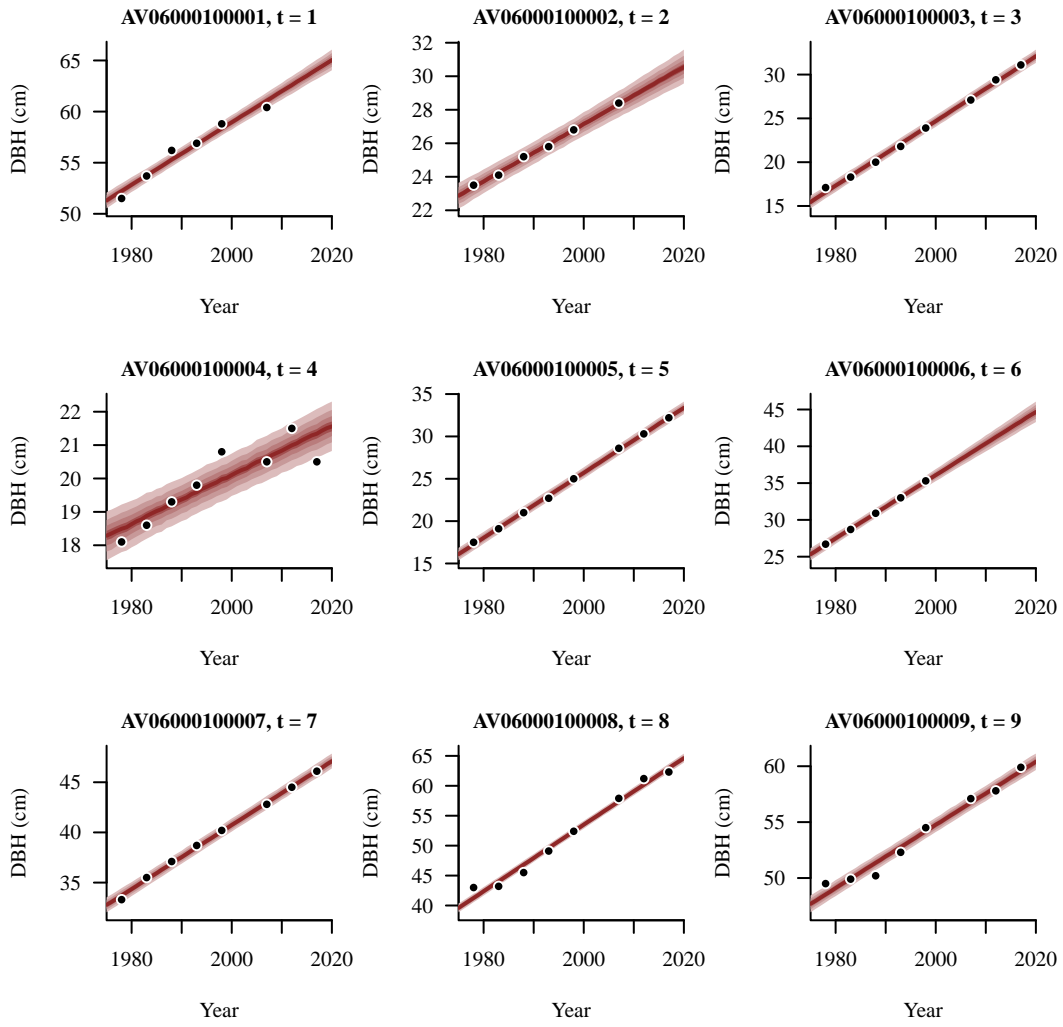 AV06000100001, t = 1
DBH (cm)
65
60
55
50
1980
2000
2020
Year
AV06000100002, t = 2
DBH (cm)
32
30
28
26
24
22
1980
2000
2020
Year
AV06000100003, t = 3
DBH (cm)
30
25
20
15
1980
2000
2020
Year
AV06000100004, t = 4
DBH (cm)
22
21
20
19
18
1980
2000
2020
Year
AV06000100005, t = 5
DBH (cm)
35
30
25
20
15
1980
2000
2020
Year
AV06000100006, t = 6
DBH (cm)
45
40
35
30
25
1980
2000
2020
Year
AV06000100007, t = 7
DBH (cm)
45
40
35
1980
2000
2020
Year
AV06000100008, t = 8
DBH (cm)
65
60
55
50
45
40
1980
2000
2020
Year
AV06000100009, t = 9
DBH (cm)
60
55
50
1980
2000
2020
Year